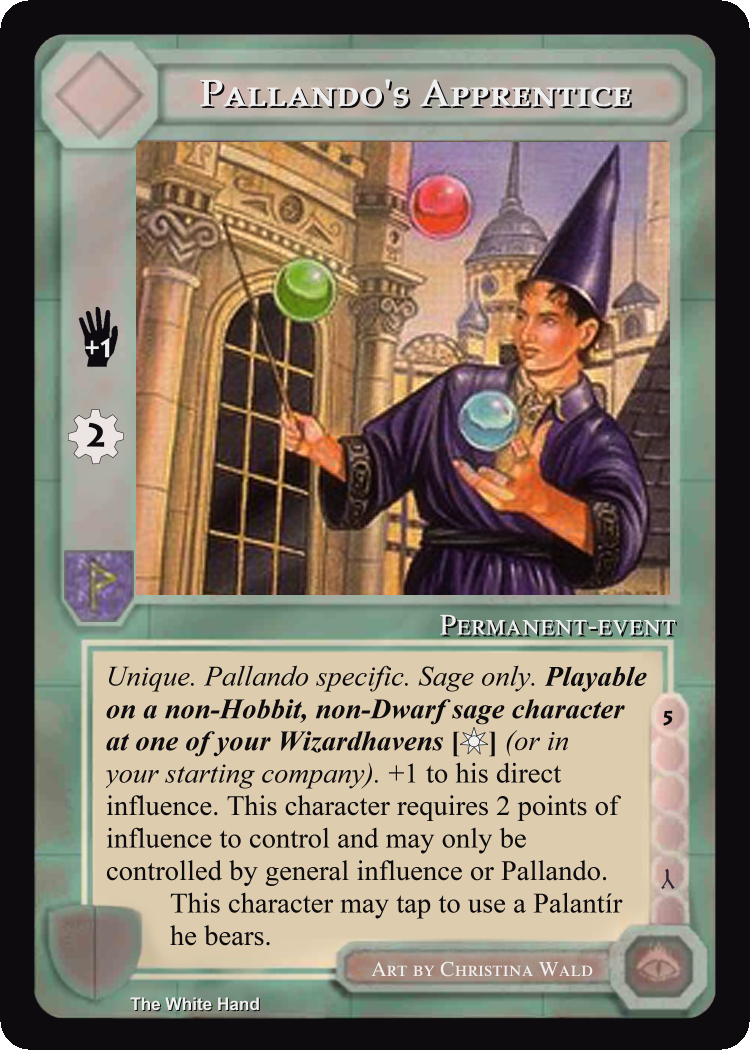 Pallando's Apprentice
+1
2
Permanent-event
Unique. Pallando specific. Sage only. Playable
on a non-Hobbit, non-Dwarf sage character
at one of your Wizardhavens [☼] (or in
your starting company). +1 to his direct
influence. This character requires 2 points of
influence to control and may only be
controlled by general influence or Pallando.
This character may tap to use a Palantír
he bears.
5
Art by Christina Wald
The White Hand